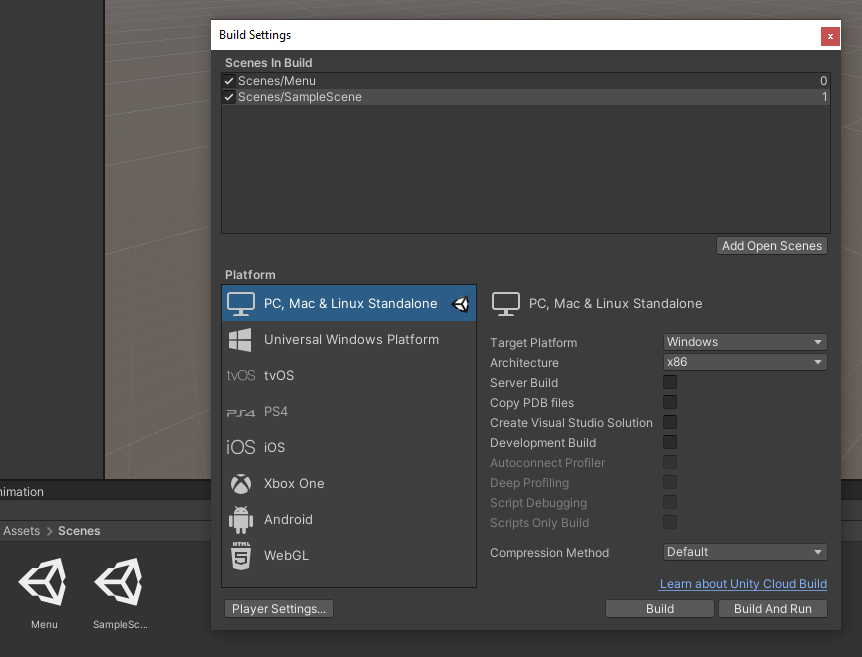 Build Settings
x
Scenes In Build
Scenes/Menu 0
Scenes/SampleScene 1
Add Open Scenes
Platform
PC, Mac & Linux Standalone
PC, Mac & Linux Standalone
Universal Windows Platform
Target Platform Windows
Architecture x86
tvOS tvOS
Server Build
Copy PDB files
PS4 PS4
Create Visual Studio Solution
Development Build
iOS iOS
Autoconnect Profiler
Deep Profiling
Xbox One
nimation
Script Debugging
Scripts Only Build
Android
Assets > Scenes
HTML
5
WebGL
Compression Method Default
Learn about Unity Cloud Build
Player Settings...
Build
Build And Run
Menu
SampleSc...